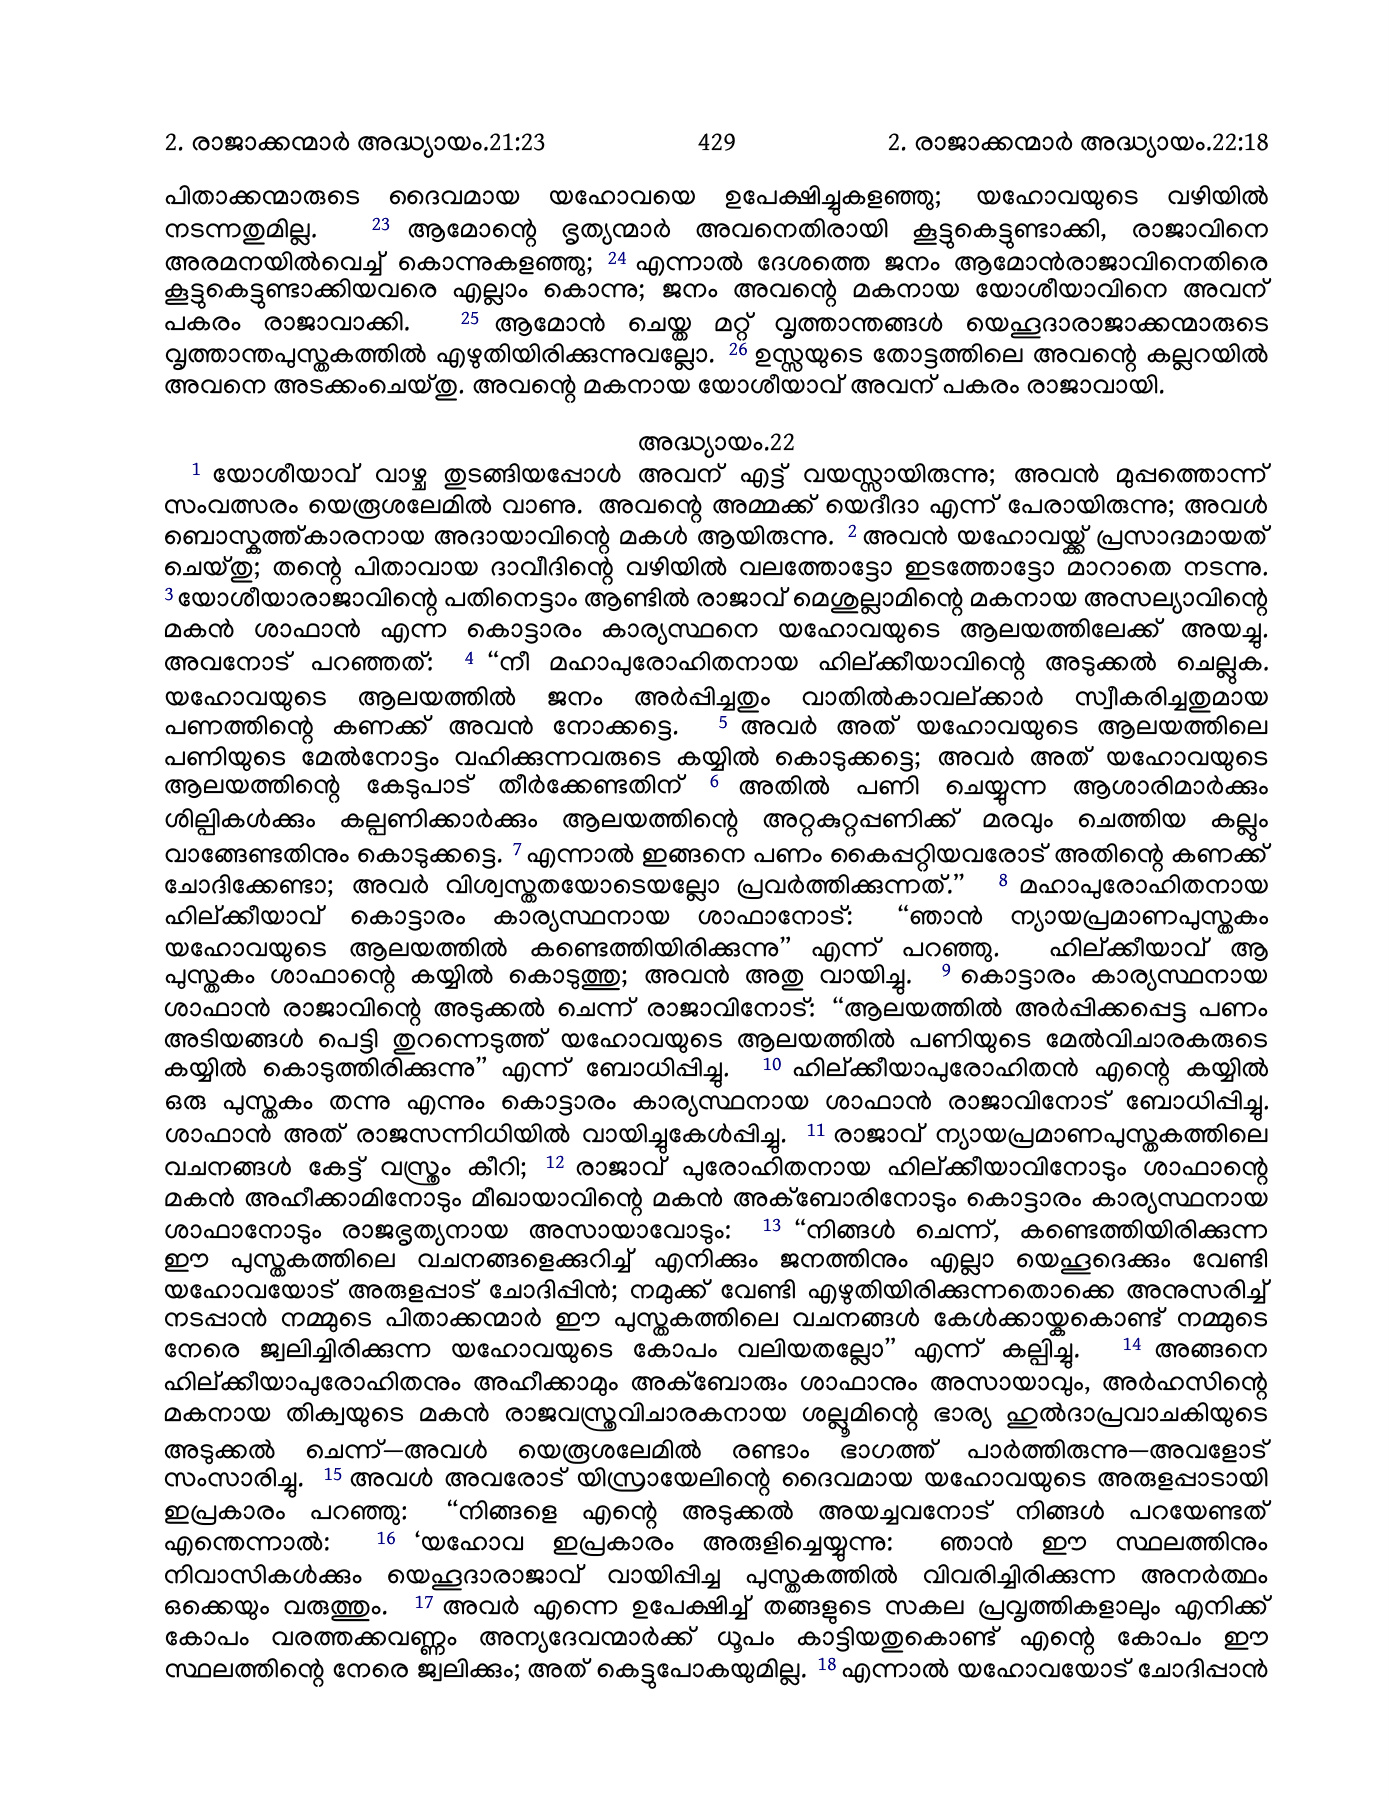 2. രാജാക്കന്മാർ അദ്ധ്യായം.21:23 429 2. രാജാക്കന്മാർ അദ്ധ്യായം.22:18
പിതാക്കന്മാരുടെ ദൈവമായ യഹോവയെ ഉപേക്ഷിച്ചുകളഞ്ഞു; യഹോവയുടെ വഴിയിൽ
നടന്നതുമില്ല. 23 ആമോന്റെ ഭൃത്യന്മാർ അവനെതിരായി കൂട്ടുകെട്ടുണ്ടാക്കി, രാജാവിനെ
അരമനയിൽവെച്ച് കൊന്നുകളഞ്ഞു; 24 എന്നാൽ ദേശത്തെ ജനം ആമോൻരാജാവിനെതിരെ
കൂട്ടുകെട്ടുണ്ടാക്കിയവരെ എല്ലാം കൊന്നു; ജനം അവന്റെ മകനായ യോശീയാവിനെ അവന്
പകരം രാജാവാക്കി. 25 ആമോൻ ചെയ്ത മറ്റ് വൃത്താന്തങ്ങൾ യെഹൂദാരാജാക്കന്മാരുടെ
വൃത്താന്തപുസ്തകത്തിൽ എഴുതിയിരിക്കുന്നുവല്ലോ. 26 ഉസ്സയുടെ തോട്ടത്തിലെ അവന്റെ കല്ലറയിൽ
അവനെ അടക്കംചെയ്തു. അവന്റെ മകനായ യോശീയാവ് അവന് പകരം രാജാവായി.
അദ്ധ്യായം.22
1 യോശീയാവ് വാഴ്ച തുടങ്ങിയപ്പോൾ അവന് എട്ട് വയസ്സായിരുന്നു; അവൻ മുപ്പത്തൊന്ന്
സംവത്സരം യെരൂശലേമിൽ വാണു. അവന്റെ അമ്മക്ക് യെദീദാ എന്ന് പേരായിരുന്നു; അവൾ
ബൊസ്കത്ത്കാരനായ അദായാവിന്റെ മകൾ ആയിരുന്നു. 2 അവൻ യഹോവയ്ക്ക് പ്രസാദമായത്
ചെയ്തു; തന്റെ പിതാവായ ദാവീദിന്റെ വഴിയിൽ വലത്തോട്ടോ ഇടത്തോട്ടോ മാറാതെ നടന്നു.
3 യോശീയാരാജാവിന്റെ പതിനെട്ടാം ആണ്ടിൽ രാജാവ് മെശുല്ലാമിന്റെ മകനായ അസല്യാവിന്റെ
മകൻ ശാഫാൻ എന്ന കൊട്ടാരം കാര്യസ്ഥനെ യഹോവയുടെ ആലയത്തിലേക്ക് അയച്ചു.
അവനോട് പറഞ്ഞത്: 4 “നീ മഹാപുരോഹിതനായ ഹില്ക്കീയാവിന്റെ അടുക്കൽ ചെല്ലുക.
യഹോവയുടെ ആലയത്തിൽ ജനം അർപ്പിച്ചതും വാതിൽകാവല്ക്കാർ സ്വീകരിച്ചതുമായ
പണത്തിന്റെ കണക്ക് അവൻ നോക്കട്ടെ. 5 അവർ അത് യഹോവയുടെ ആലയത്തിലെ
പണിയുടെ മേൽനോട്ടം വഹിക്കുന്നവരുടെ കയ്യിൽ കൊടുക്കട്ടെ; അവർ അത് യഹോവയുടെ
ആലയത്തിന്റെ കേടുപാട് തീർക്കേണ്ടതിന് 6 അതിൽ പണി ചെയ്യുന്ന ആശാരിമാർക്കും
ശില്പികൾക്കും കല്പണിക്കാർക്കും ആലയത്തിന്റെ അറ്റകുറ്റപ്പണിക്ക് മരവും ചെത്തിയ കല്ലും
വാങ്ങേണ്ടതിനും കൊടുക്കട്ടെ. 7 എന്നാൽ ഇങ്ങനെ പണം കൈപ്പറ്റിയവരോട് അതിന്റെ കണക്ക്
ചോദിക്കേണ്ടാ; അവർ വിശ്വസ്തതയോടെയല്ലോ പ്രവർത്തിക്കുന്നത്.” 8 മഹാപുരോഹിതനായ
ഹില്ക്കീയാവ് കൊട്ടാരം കാര്യസ്ഥനായ ശാഫാനോട്: “ഞാൻ ന്യായപ്രമാണപുസ്തകം
യഹോവയുടെ ആലയത്തിൽ കണ്ടെത്തിയിരിക്കുന്നു” എന്ന് പറഞ്ഞു. ഹില്ക്കീയാവ് ആ
പുസ്തകം ശാഫാന്റെ കയ്യിൽ കൊടുത്തു; അവൻ അതു വായിച്ചു. 9 കൊട്ടാരം കാര്യസ്ഥനായ
ശാഫാൻ രാജാവിന്റെ അടുക്കൽ ചെന്ന് രാജാവിനോട്: “ആലയത്തിൽ അർപ്പിക്കപ്പെട്ട പണം
അടിയങ്ങൾ പെട്ടി തുറന്നെടുത്ത് യഹോവയുടെ ആലയത്തിൽ പണിയുടെ മേൽവിചാരകരുടെ
കയ്യിൽ കൊടുത്തിരിക്കുന്നു” എന്ന് ബോധിപ്പിച്ചു. 10 ഹില്ക്കീയാപുരോഹിതൻ എന്റെ കയ്യിൽ
ഒരു പുസ്തകം തന്നു എന്നും കൊട്ടാരം കാര്യസ്ഥനായ ശാഫാൻ രാജാവിനോട് ബോധിപ്പിച്ചു.
ശാഫാൻ അത് രാജസന്നിധിയിൽ വായിച്ചുകേൾപ്പിച്ചു. 11 രാജാവ് ന്യായപ്രമാണപുസ്തകത്തിലെ
വചനങ്ങൾ കേട്ട് വസ്ത്രം കീറി; 12 രാജാവ് പുരോഹിതനായ ഹില്ക്കീയാവിനോടും ശാഫാന്റെ
മകൻ അഹീക്കാമിനോടും മീഖായാവിന്റെ മകൻ അക്ബോരിനോടും കൊട്ടാരം കാര്യസ്ഥനായ
ശാഫാനോടും രാജഭൃത്യനായ അസായാവോടും: 13 “നിങ്ങൾ ചെന്ന്, കണ്ടെത്തിയിരിക്കുന്ന
ഈ പുസ്തകത്തിലെ വചനങ്ങളെക്കുറിച്ച് എനിക്കും ജനത്തിനും എല്ലാ യെഹൂദെക്കും വേണ്ടി
യഹോവയോട് അരുളപ്പാട് ചോദിപ്പിൻ; നമുക്ക് വേണ്ടി എഴുതിയിരിക്കുന്നതൊക്കെ അനുസരിച്ച്
നടപ്പാൻ നമ്മുടെ പിതാക്കന്മാർ ഈ പുസ്തകത്തിലെ വചനങ്ങൾ കേൾക്കായ്കകൊണ്ട് നമ്മുടെ
നേരെ ജ്വലിച്ചിരിക്കുന്ന യഹോവയുടെ കോപം വലിയതല്ലോ” എന്ന് കല്പിച്ചു. 14 അങ്ങനെ
ഹില്ക്കീയാപുരോഹിതനും അഹീക്കാമും അക്ബോരും ശാഫാനും അസായാവും, അർഹസിന്റെ
മകനായ തിക്വയുടെ മകൻ രാജവസ്ത്രവിചാരകനായ ശല്ലൂമിന്റെ ഭാര്യ ഹുൽദാപ്രവാചകിയുടെ
അടുക്കൽ ചെന്ന്—അവൾ യെരൂശലേമിൽ രണ്ടാം ഭാഗത്ത് പാർത്തിരുന്നു—അവളോട്
സംസാരിച്ചു. 15 അവൾ അവരോട് യിസ്രായേലിന്റെ ദൈവമായ യഹോവയുടെ അരുളപ്പാടായി
ഇപ്രകാരം പറഞ്ഞു: “നിങ്ങളെ എന്റെ അടുക്കൽ അയച്ചവനോട് നിങ്ങൾ പറയേണ്ടത്
എന്തെന്നാൽ: 16 ‘യഹോവ ഇപ്രകാരം അരുളിച്ചെയ്യുന്നു: ഞാൻ ഈ സ്ഥലത്തിനും
നിവാസികൾക്കും യെഹൂദാരാജാവ് വായിപ്പിച്ച പുസ്തകത്തിൽ വിവരിച്ചിരിക്കുന്ന അനർത്ഥം
ഒക്കെയും വരുത്തും. 17 അവർ എന്നെ ഉപേക്ഷിച്ച് തങ്ങളുടെ സകല പ്രവൃത്തികളാലും എനിക്ക്
കോപം വരത്തക്കവണ്ണം അന്യദേവന്മാർക്ക് ധൂപം കാട്ടിയതുകൊണ്ട് എന്റെ കോപം ഈ
സ്ഥലത്തിന്റെ നേരെ ജ്വലിക്കും; അത് കെട്ടുപോകയുമില്ല. 18 എന്നാൽ യഹോവയോട് ചോദിപ്പാൻ